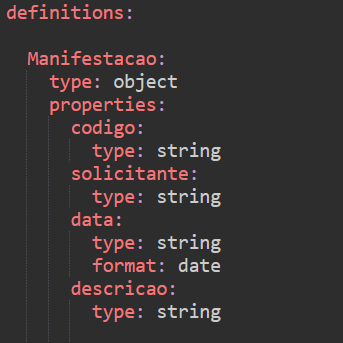 definitions:
Manifestacao:
type: object
properties:
codigo:
type: string
solicitante:
type: string
data:
type: string
format: date
descricao:
type: string